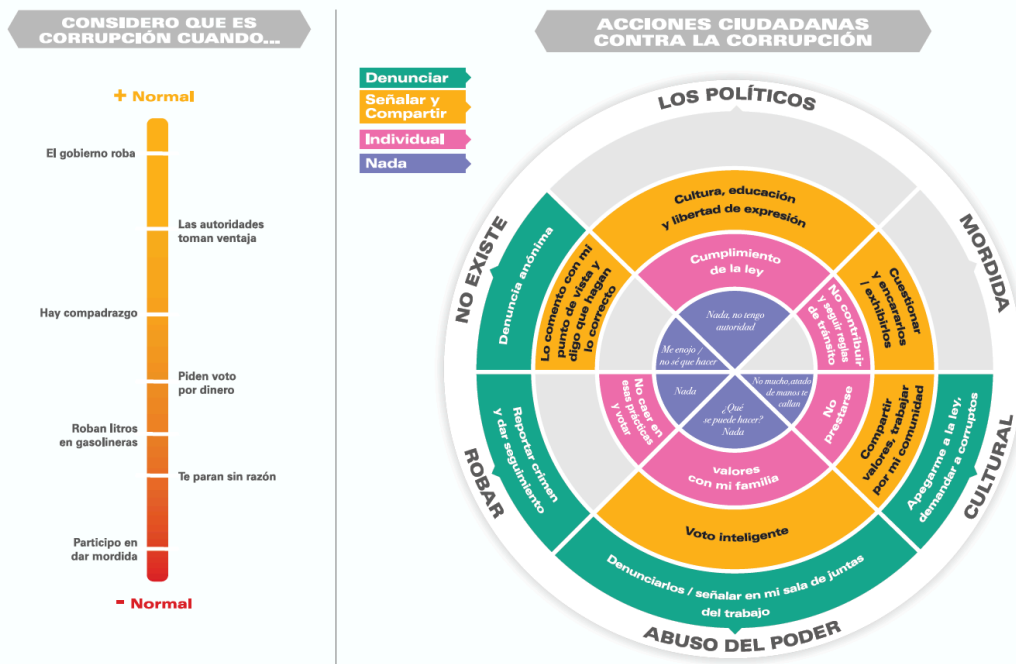 CONSIDERO QUE ES
CORRUPCIÓN CUANDO...
+ Normal
El gobierno roba
Las autoridades
toman ventaja
Hay compadrazgo
Piden voto
por dinero
Roban litros
en gasolineras
Te paran sin razón
Participo en
dar mordida
- Normal
ACCIONES CIUDADANAS
CONTRA LA CORRUPCIÓN
Denunciar
Señalar y
Compartir
Individual
Nada
LOS POLÍTICOS
Cultura, educación
y libertad de expresión
Cumplimiento
de la ley
Nada, no tengo
autoridad
MORDIDA
Cuestionar
y encararlos
/ exhibirlos
No contribuir
y seguir reglas
de tránsito
CULTURAL
Apegarme a la ley,
demandar a corruptos
Compartir
valores, trabajar
por mi comunidad
No
prestarse
No mucho, atado
de manos te
callan
ABUSO DEL PODER
Denunciarlos / señalar en mi sala de juntas
del trabajo
Voto inteligente
valores
con mi familia
¿Qué
se puede hacer?
Nada
ROBAR
Reportar crimen
y dar seguimiento
No caer en
esas prácticas
y votar
Nada
NO EXISTE
Denuncia anónima
Lo comento con mi
punto de vista y
digo que hagan
lo correcto
Me enojo /
no sé que hacer